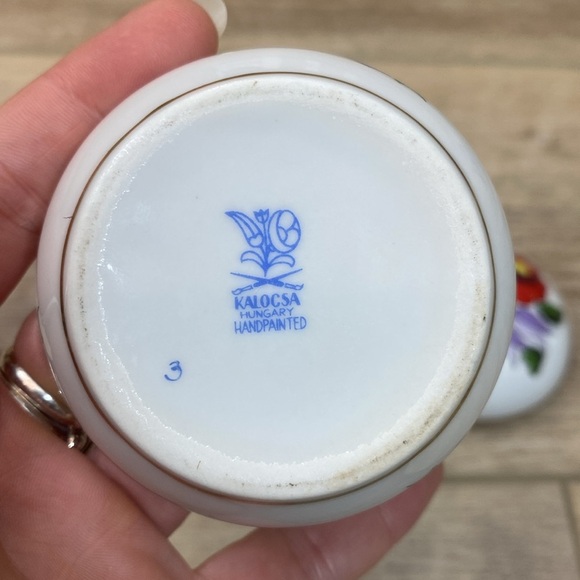 KALOCSA
HUNGARY
HANDPAINTED
3